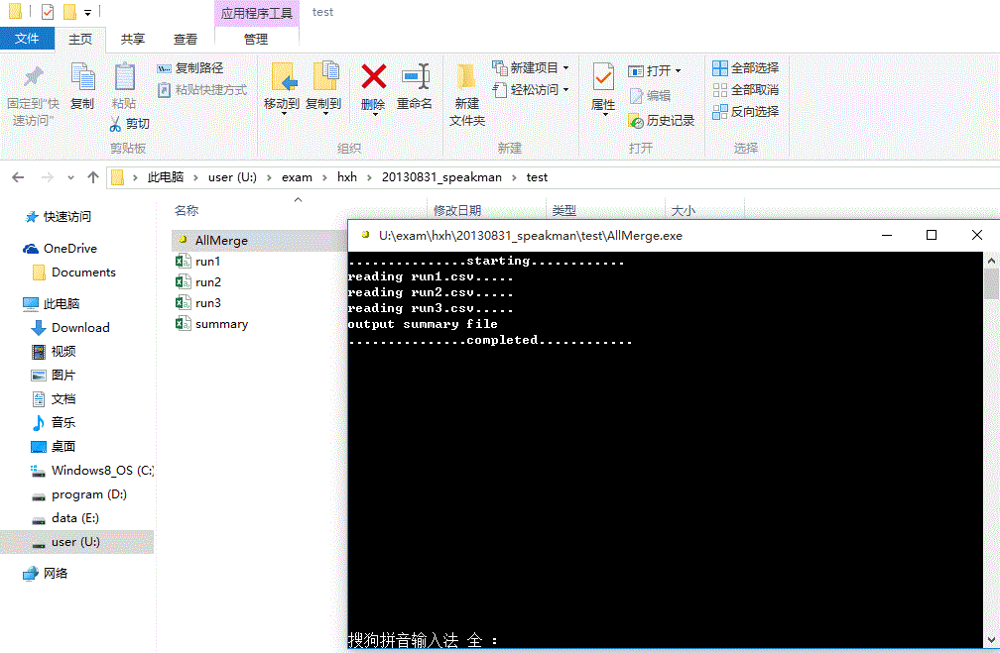 应用程序工具 test
文件 主页 共享 查看 管理
固定到"快速访问"
复制
粘贴
复制路径
粘贴快捷方式
剪切
剪贴板
移动到
复制到
删除
重命名
组织
新建
文件夹
新建项目
轻松访问
新建
属性
打开
编辑
历史记录
打开
全部选择
全部取消
反向选择
选择
此电脑 user (U:) exam hxh 20130831_speakman test
名称 修改日期 类型 大小
快速访问
OneDrive
Documents
此电脑
Download
视频
图片
文档
音乐
桌面
Windows8_OS (C:)
program (D:)
data (E:)
user (U:)
网络
AllMerge
run1
run2
run3
summary
U:\exam\hxh\20130831_speakman\test\AllMerge.exe
...............starting............
reading run1.csv.....
reading run2.csv.....
reading run3.csv.....
output summary file
...............completed............
搜狗拼音输入法 全 :